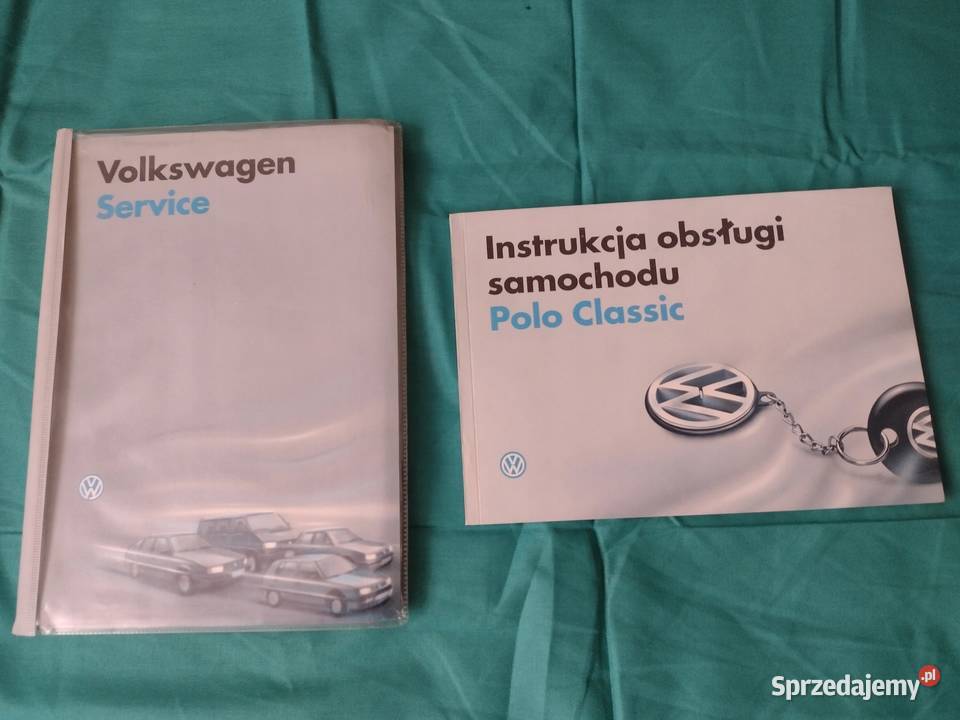 Volkswagen
Service
Instrukcja obsługi
samochodu
Polo Classic
Sprzedajemy.pl